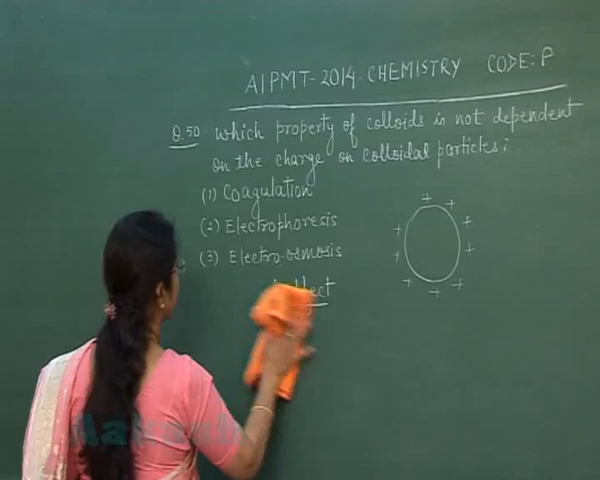 AIPMT-2014-CHEMISTRY CODE:P
Q.50. Which property of colloids is not dependent
on the charge on colloidal particles?
(1) Coagulation
(2) Electrophoresis
(3) Electro-osmosis
+ + + + + + + + + +
Aakash